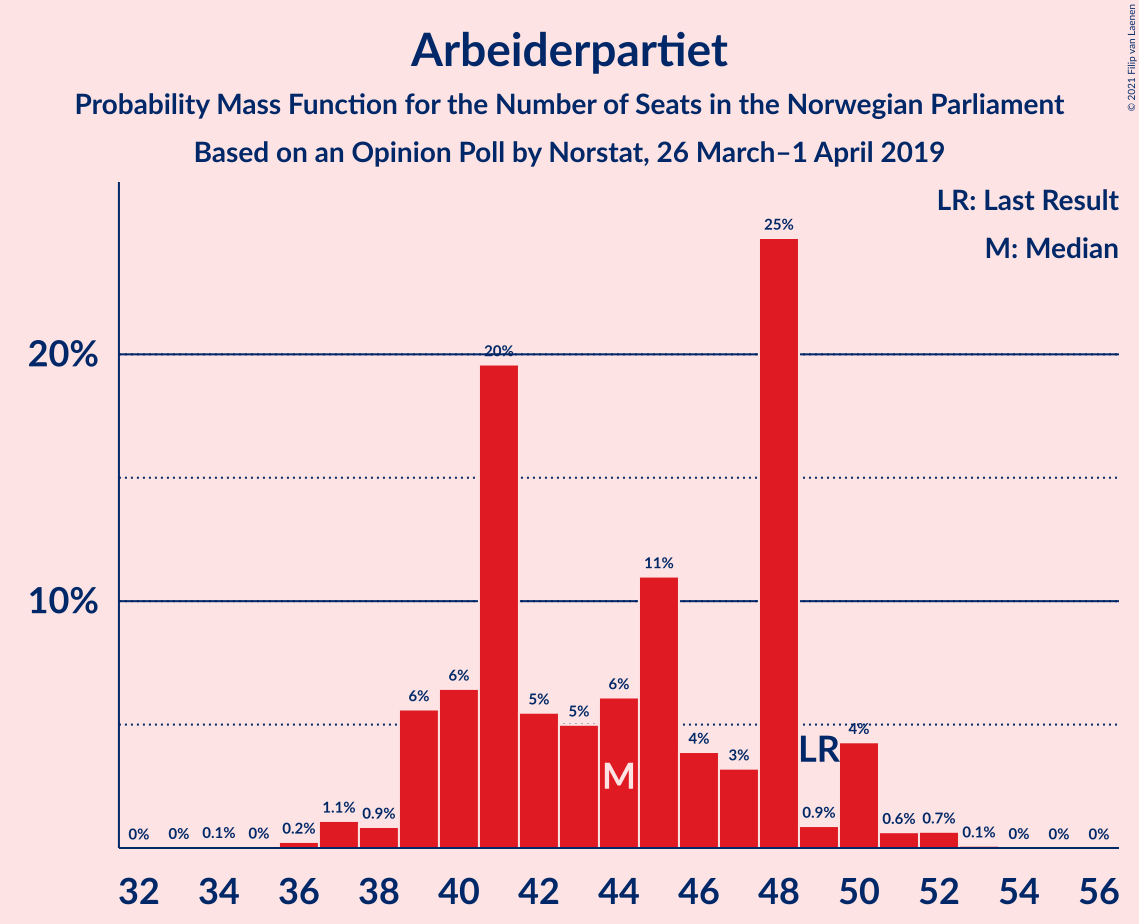 Arbeiderpartiet
Probability Mass Function for the Number of Seats in the Norwegian Parliament
Based on an Opinion Poll by Norstat, 26 March–1 April 2019
© 2021 Filip van Laenen
LR: Last Result
M: Median
20%
10%
0% 0% 0.1% 0% 0.2% 1.1% 0.9% 6% 6% 20% 5% 5% 6% 11% 4% 3% 25% 0.9% 4% 0.6% 0.7% 0.1% 0% 0% 0%
M
LR
32 34 36 38 40 42 44 46 48 50 52 54 56